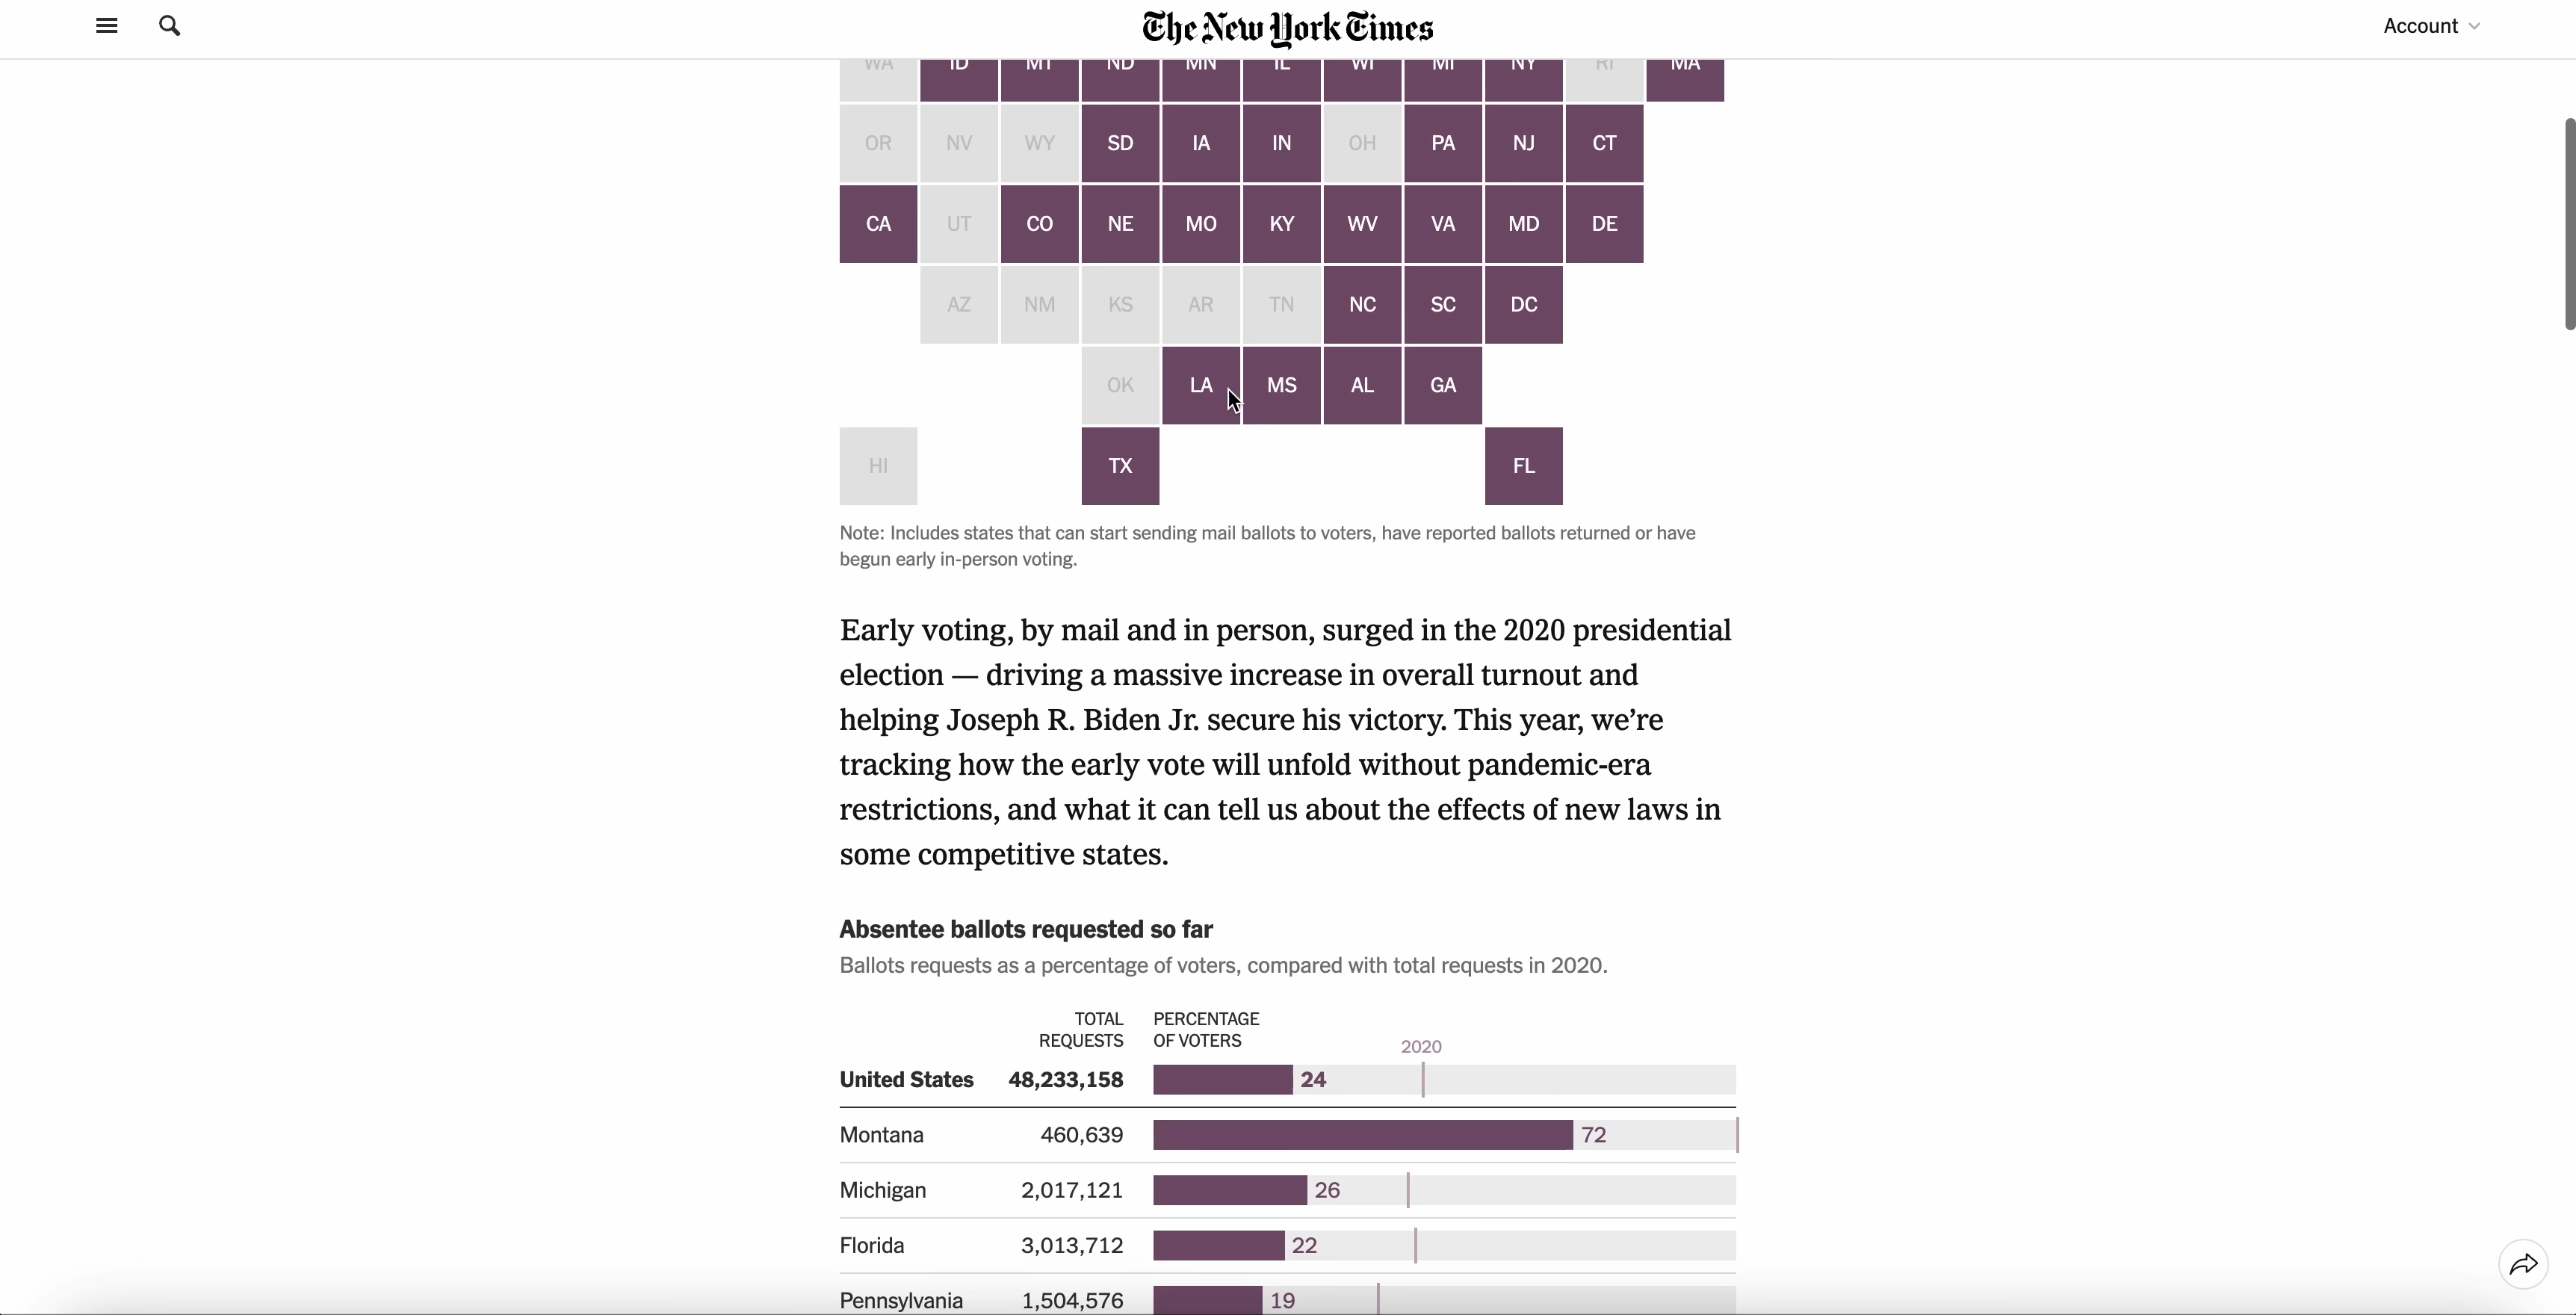 The New York Times
Account
WA ID MT ND MN IL WI MI NY RI MA
OR NV WY SD IA IN OH PA NJ CT
CA UT CO NE MO KY WV VA MD DE
AZ NM KS AR TN NC SC DC
OK LA MS AL GA
HI TX FL
Note: Includes states that can start sending mail ballots to voters, have reported ballots returned or have
begun early in-person voting.
Early voting, by mail and in person, surged in the 2020 presidential
election — driving a massive increase in overall turnout and
helping Joseph R. Biden Jr. secure his victory. This year, we’re
tracking how the early vote will unfold without pandemic-era
restrictions, and what it can tell us about the effects of new laws in
some competitive states.
Absentee ballots requested so far
Ballots requests as a percentage of voters, compared with total requests in 2020.
TOTAL PERCENTAGE
REQUESTS OF VOTERS
2020
United States 48,233,158 24
Montana 460,639 72
Michigan 2,017,121 26
Florida 3,013,712 22
Pennsylvania 1,504,576 19